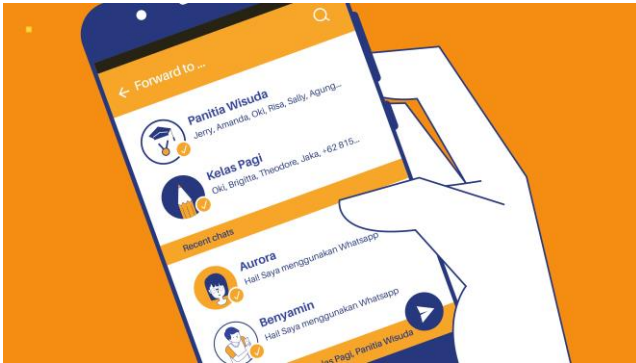 Forward to ...
Panitia Wisuda
Jerry, Amanda, Oki, Risa, Sally, Agung...
Kelas Pagi
Oki, Brigitta, Theodore, Jaka, +62 815...
Recent chats
Aurora
Hai! Saya menggunakan Whatsapp
Benyamin
Hai! Saya menggunakan Whatsapp
Kelas Pagi, Panitia Wisuda